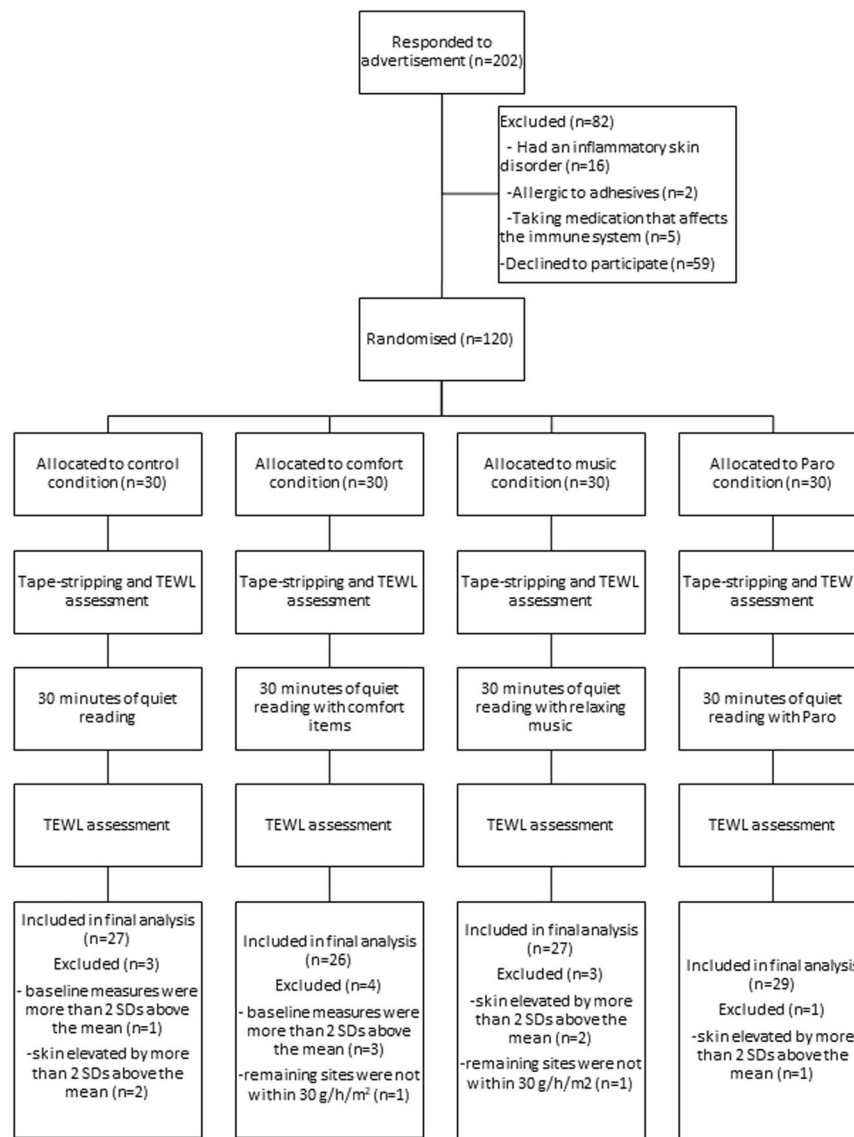 Responded to
advertisement (n=202)
Excluded (n=82)
- Had an inflammatory skin
disorder (n=16)
-Allergic to adhesives (n=2)
-Taking medication that affects
the immune system (n=5)
-Declined to participate (n=59)
Randomised (n=120)
Allocated to control
condition (n=30)
Allocated to comfort
condition (n=30)
Allocated to music
condition (n=30)
Allocated to Paro
condition (n=30)
Tape-stripping and TEWL
assessment
Tape-stripping and TEWL
assessment
Tape-stripping and TEWL
assessment
Tape-stripping and TEW
assessment
30 minutes of quiet
reading
30 minutes of quiet
reading with comfort
items
30 minutes of quiet
reading with relaxing
music
30 minutes of quiet
reading with Paro
TEWL assessment
TEWL assessment
TEWL assessment
TEWL assessment
Included in final analysis
(n=27)
Excluded (n=3)
- baseline measures were
more than 2 SDs above
the mean (n=1)
-skin elevated by more
than 2 SDs above the
mean (n=2)
Included in final analysis
(n=26)
Excluded (n=4)
- baseline measures were
more than 2 SDs above
the mean (n=3)
-remaining sites were not
within 30 g/h/m² (n=1)
Included in final analysis
(n=27)
Excluded (n=3)
-skin elevated by more
than 2 SDs above the
mean (n=2)
-remaining sites were not
within 30 g/h/m2 (n=1)
Included in final analysis
(n=29)
Excluded (n=1)
-skin elevated by more
than 2 SDs above the
mean (n=1)